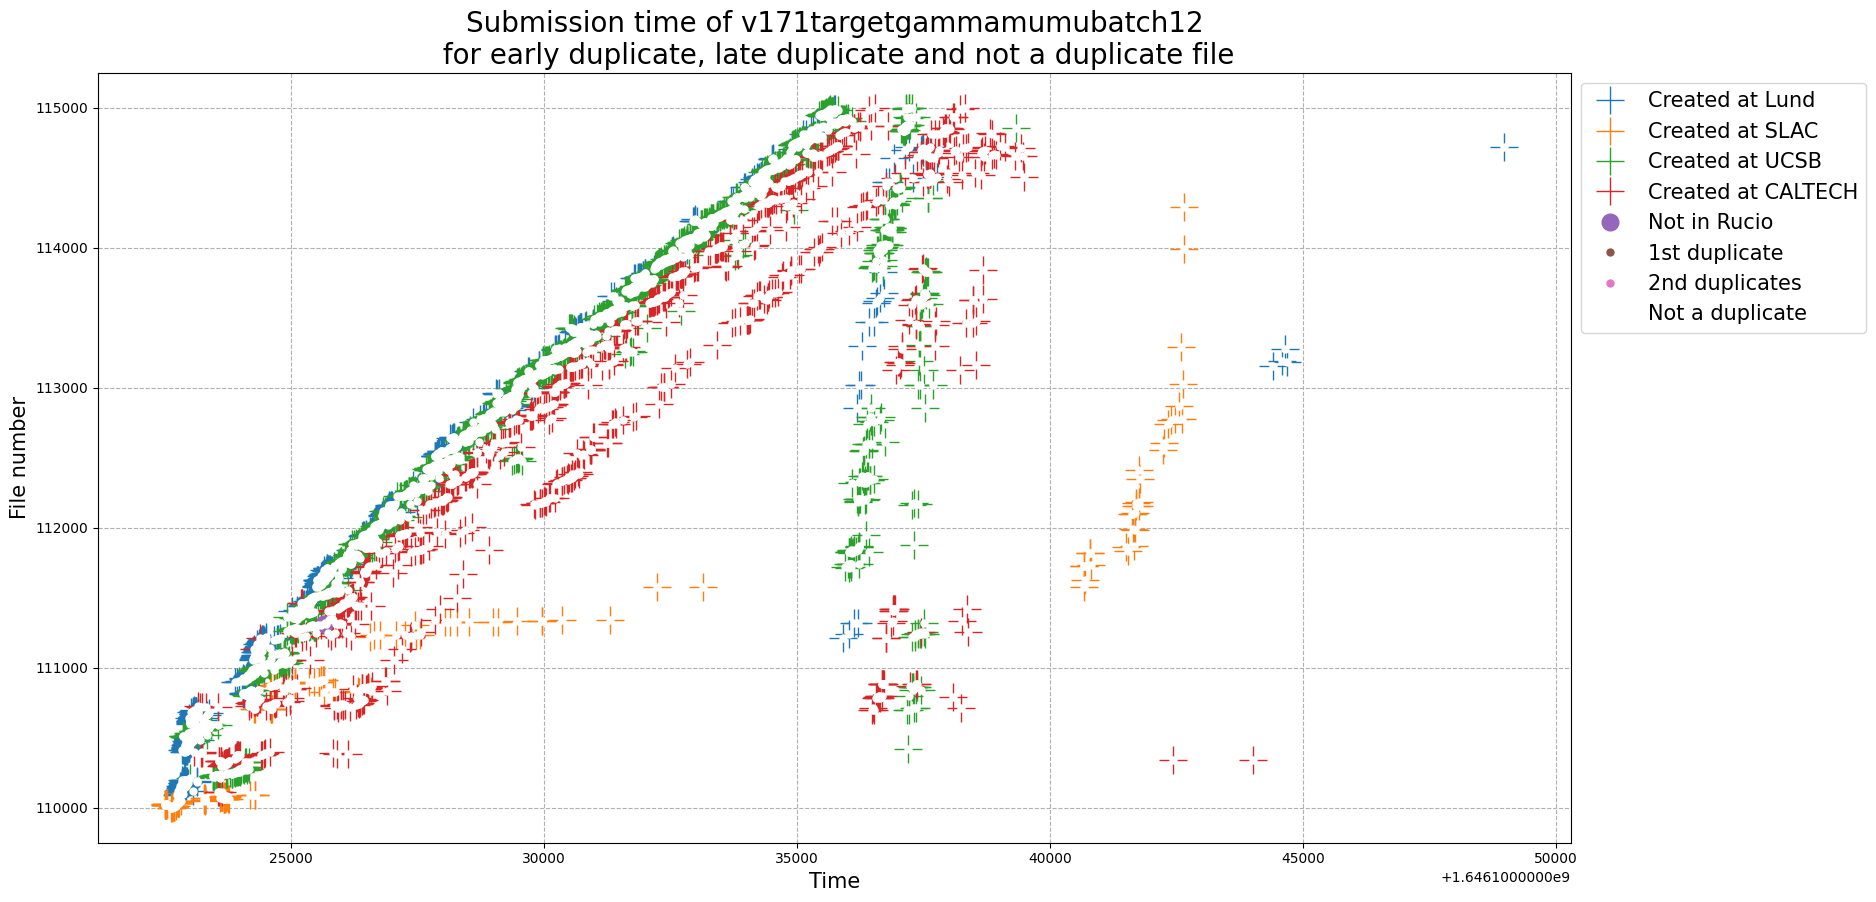 Submission time of v171targetgammamumubatch12
for early duplicate, late duplicate and not a duplicate file
File number
115000
114000
113000
112000
111000
110000
25000
30000
35000
40000
45000
50000
+1.6461000000e9
Time
Created at Lund
Created at SLAC
Created at UCSB
Created at CALTECH
Not in Rucio
1st duplicate
2nd duplicates
Not a duplicate